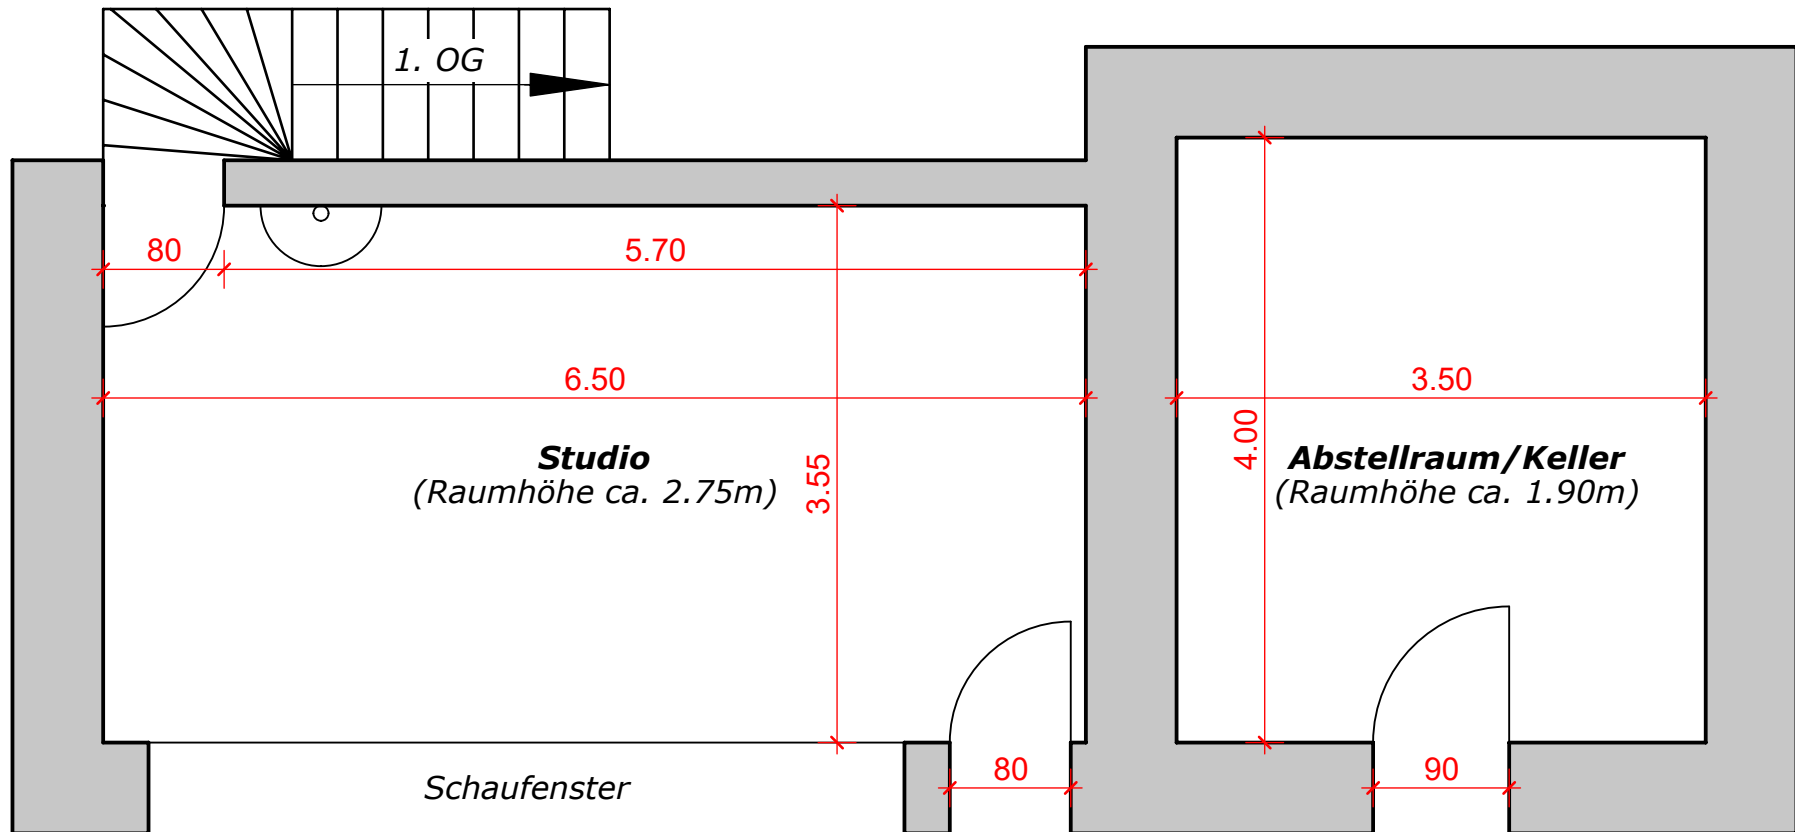 1. OG
80
5.70
6.50
3.50
4.00
3.55
Studio
(Raumhöhe ca. 2.75m)
Abstellraum/Keller
(Raumhöhe ca. 1.90m)
80
90
Schaufenster